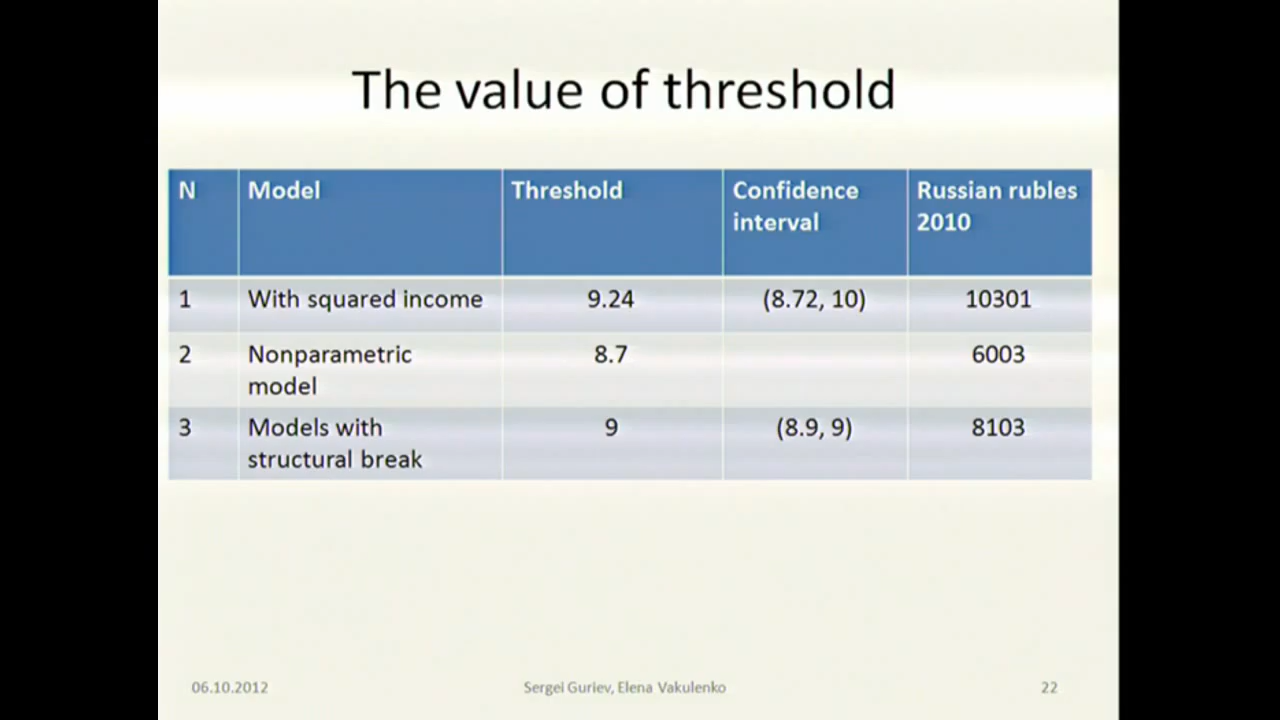 The value of threshold
N Model Threshold Confidence interval Russian rubles 2010
1 With squared income 9.24 (8.72, 10) 10301
2 Nonparametric model 8.7 6003
3 Models with structural break 9 (8.9, 9) 8103
06.10.2012 Sergei Guriev, Elena Vakulenko 22